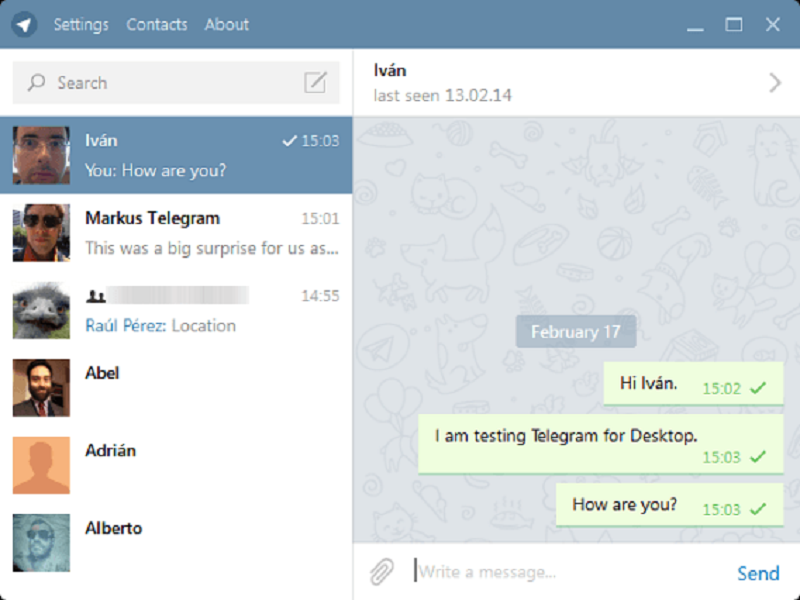 Settings Contacts About
Search
Iván 15:03
You: How are you?
Markus Telegram 15:01
This was a big surprise for us as...
14:55
Raúl Pérez: Location
Abel
Adrián
Alberto
Iván
last seen 13.02.14
February 17
Hi Iván. 15:02
I am testing Telegram for Desktop.
15:03
How are you? 15:03
Write a message...
Send